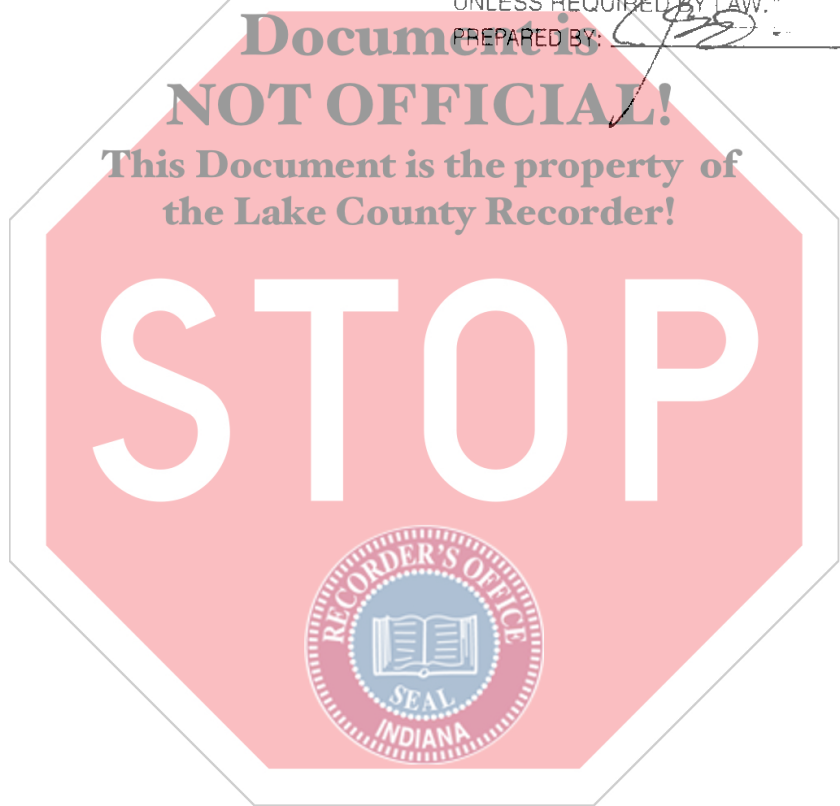 UNLESS REQUIRED BY LAW."
Document is
PREPARED BY:
NOT OFFICIAL!
This Document is the property of
the Lake County Recorder!
STOP
RECORDER'S OFFICE
SEAL
INDIANA